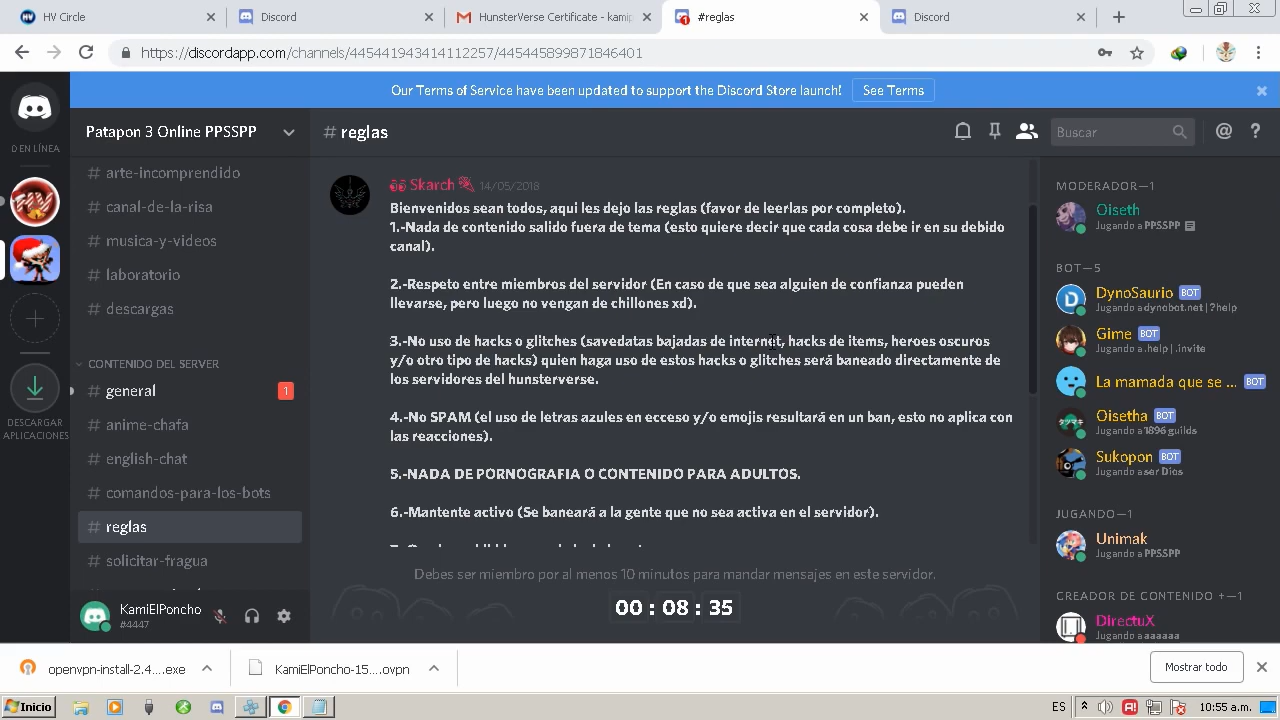 HV Circle
Discord
HunsterVerse Certificate - kamip
#reglas
Discord
https://discordapp.com/channels/445441943414112257/445445899871846401
Our Terms of Service have been updated to support the Discord Store launch!
See Terms
0 EN LÍNEA
DESCARGAR
APLICACIONES
Patapon 3 Online PPSSPP
# arte-incomprendido
# canal-de-la-risa
# musica-y-videos
# laboratorio
# descargas
CONTENIDO DEL SERVER
# general
1
# anime-chafa
# english-chat
# comandos-para-los-bots
# reglas
# solicitar-fragua
KamiElPoncho
#4447
# reglas
Buscar
Skarch 14/05/2018
Bienvenidos sean todos, aqui les dejo las reglas (favor de leerlas por completo).
1.-Nada de contenido salido fuera de tema (esto quiere decir que cada cosa debe ir en su debido
canal).
2.-Respeto entre miembros del servidor (En caso de que sea alguien de confianza pueden
llevarse, pero luego no vengan de chillones xd).
3.-No uso de hacks o glitches (savedatas bajadas de internet, hacks de items, heroes oscuros
y/o otro tipo de hacks) quien haga uso de estos hacks o glitches será baneado directamente de
los servidores del hunsterverse.
4.-No SPAM (el uso de letras azules en ecceso y/o emojis resultará en un ban, esto no aplica con
las reacciones).
5.-NADA DE PORNOGRAFIA O CONTENIDO PARA ADULTOS.
6.-Mantente activo (Se baneará a la gente que no sea activa en el servidor).
Debes ser miembro por al menos 10 minutos para mandar mensajes en este servidor.
00 : 08 : 35
MODERADOR—1
Oiseth
Jugando a PPSSPP
BOT—5
DynoSaurio BOT
Jugando a dynobot.net | ?help
Gime BOT
Jugando a .help | .invite
La mamada que se ... BOT
Oisetha BOT
Jugando a 1896 guilds
Sukopon BOT
Jugando a ser Dios
JUGANDO—1
Unimak
Jugando a PPSSPP
CREADOR DE CONTENIDO +—1
DirectuX
Jugando a aaaaaa
openvpn-install-2.4....exe
KamiElPoncho-15....ovpn
Mostrar todo
Inicio
ES
10:55 a.m.